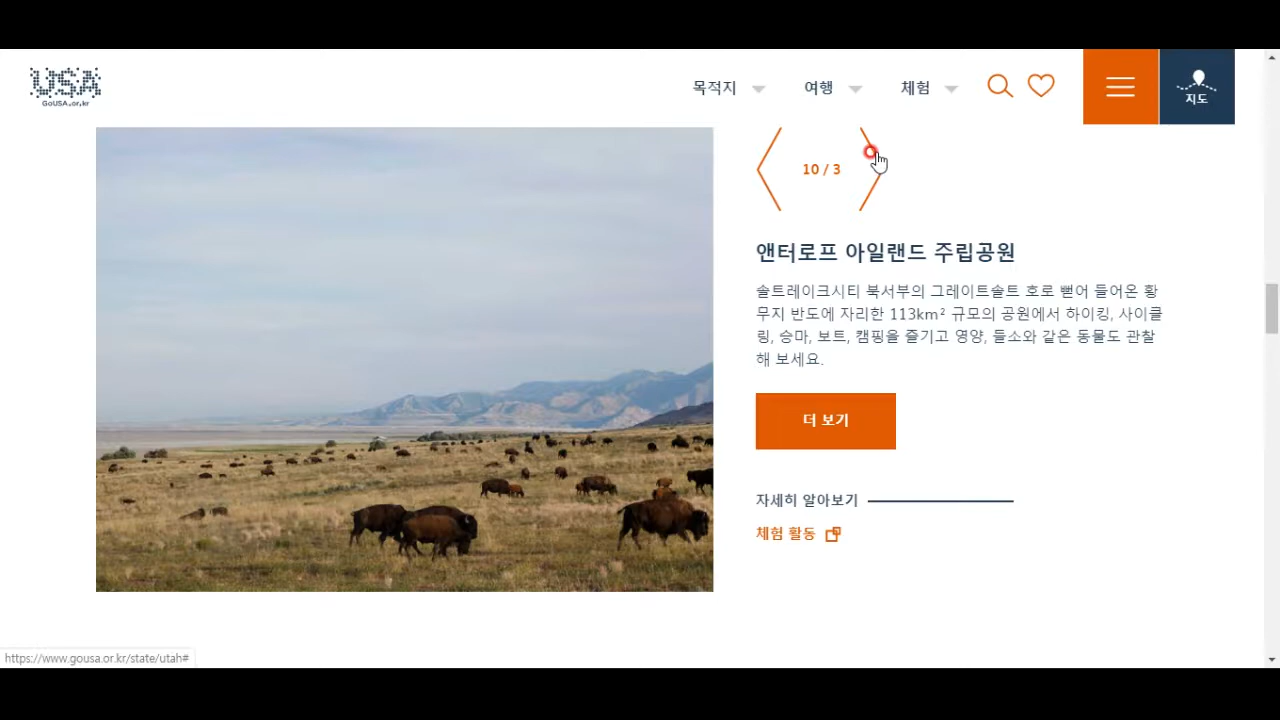 USA
GoUSA.or.kr
목적지
여행
체험
지도
10 / 3
앤터로프 아일랜드 주립공원
솔트레이크시티 북서부의 그레이트솔트 호로 뻗어 들어온 황
무지 반도에 자리한 113km² 규모의 공원에서 하이킹, 사이클
링, 승마, 보트, 캠핑을 즐기고 영양, 들소와 같은 동물도 관찰
해 보세요.
더 보기
자세히 알아보기
체험 활동
https://www.gousa.or.kr/state/utah#